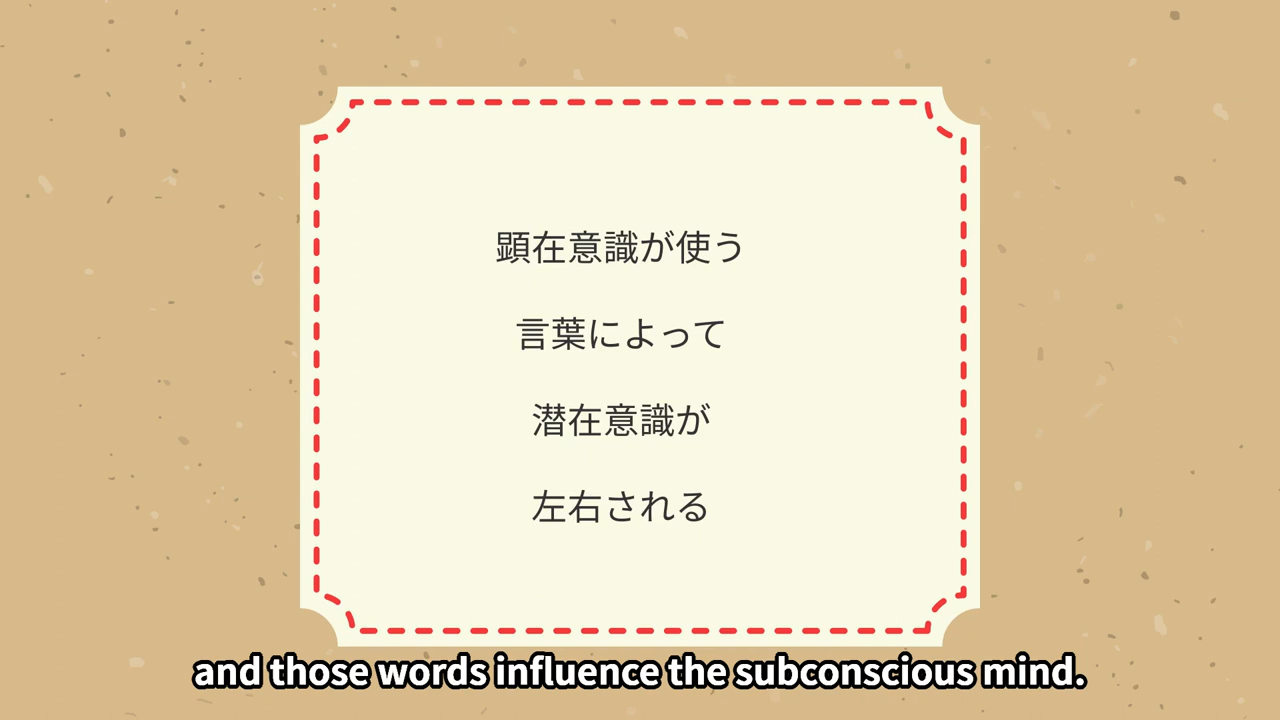 顕在意識が使う
言葉によって
潜在意識が
左右される
and those words influence the subconscious mind.